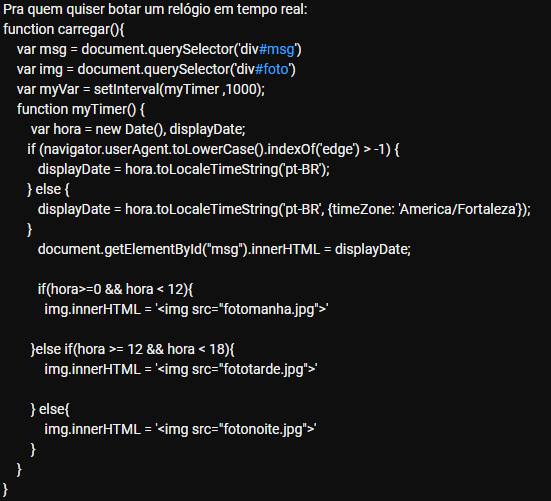 Pra quem quiser botar um relógio em tempo real:
function carregar(){
var msg = document.querySelector('div#msg')
var img = document.querySelector('div#foto')
var myVar = setInterval(myTimer ,1000);
function myTimer() {
var hora = new Date(), displayDate;
if (navigator.userAgent.toLowerCase().indexOf('edge') > -1) {
displayDate = hora.toLocaleTimeString('pt-BR');
} else {
displayDate = hora.toLocaleTimeString('pt-BR', {timeZone: 'America/Fortaleza'});
}
document.getElementById("msg").innerHTML = displayDate;
if(hora>=0 && hora < 12){
img.innerHTML = '<img src="fotomanha.jpg">'
}else if(hora >= 12 && hora < 18){
img.innerHTML = '<img src="fototarde.jpg">'
} else{
img.innerHTML = '<img src="fotonoite.jpg">'
}
}
}